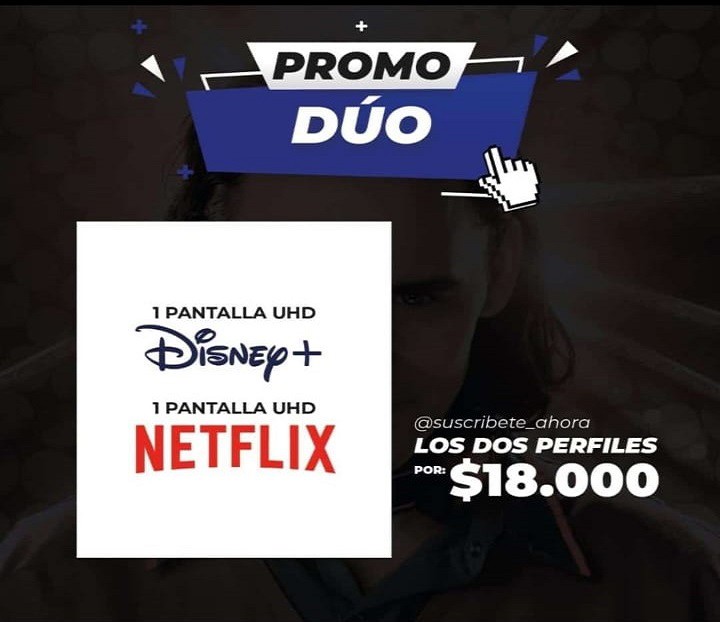 PROMO
DÚO
1 PANTALLA UHD
Disney+
1 PANTALLA UHD
NETFLIX
@suscribete_ahora
LOS DOS PERFILES
POR: $18.000